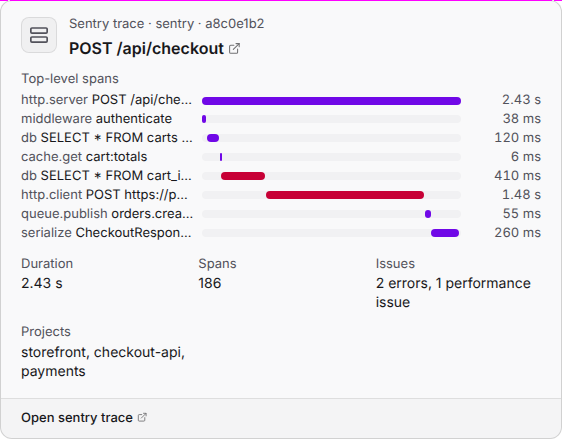 Sentry trace · sentry · a8c0e1b2
POST /api/checkout
Top-level spans
http.server POST /api/che... 2.43 s
middleware authenticate 38 ms
db SELECT * FROM carts ... 120 ms
cache.get cart:totals 6 ms
db SELECT * FROM cart_i... 410 ms
http.client POST https://p... 1.48 s
queue.publish orders.crea... 55 ms
serialize CheckoutRespon... 260 ms
Duration Spans Issues
2.43 s 186 2 errors, 1 performance
issue
Projects
storefront, checkout-api,
payments
Open sentry trace